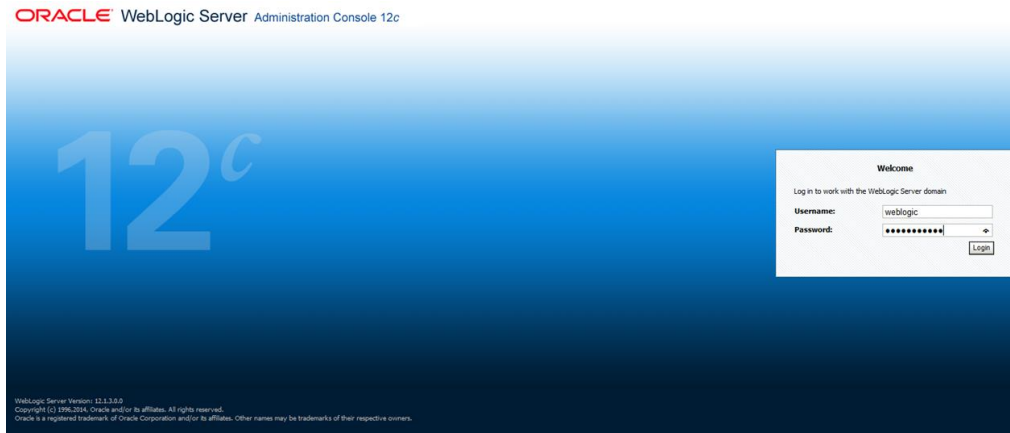 ORACLE® WebLogic Server Administration Console 12c
12c
Welcome
Log in to work with the WebLogic Server domain
Username: weblogic
Password: •••••••••••
Login
WebLogic Server Version: 12.1.3.0.0
Copyright (c) 1996,2014, Oracle and/or its affiliates. All rights reserved.
Oracle is a registered trademark of Oracle Corporation and/or its affiliates. Other names may be trademarks of their respective owners.